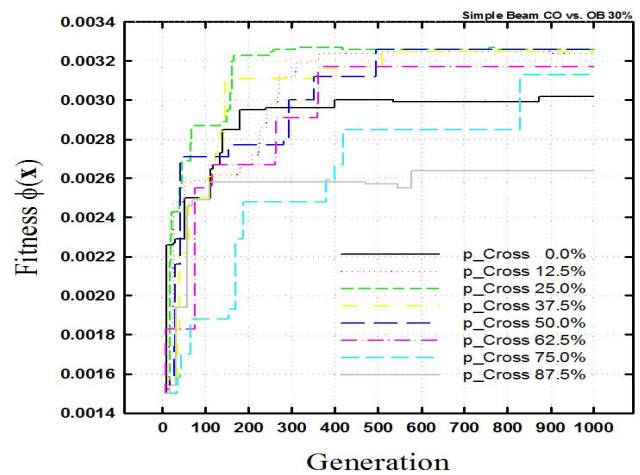 Simple Beam CO vs. OB 30%
Fitness ϕ(x)
0.0034
0.0032
0.0030
0.0028
0.0026
0.0024
0.0022
0.0020
0.0018
0.0016
0.0014
p_Cross 0.0%
p_Cross 12.5%
p_Cross 25.0%
p_Cross 37.5%
p_Cross 50.0%
p_Cross 62.5%
p_Cross 75.0%
p_Cross 87.5%
0 100 200 300 400 500 600 700 800 900 1000
Generation